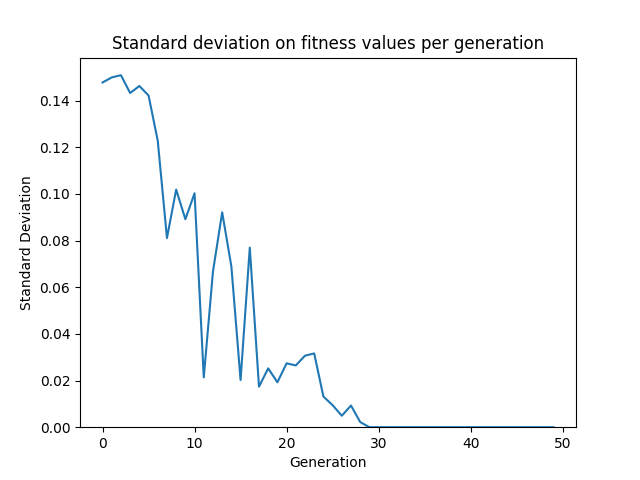 Standard deviation on fitness values per generation
0.14
0.12
0.10
0.08
0.06
0.04
0.02
0.00
Standard Deviation
0 10 20 30 40 50
Generation